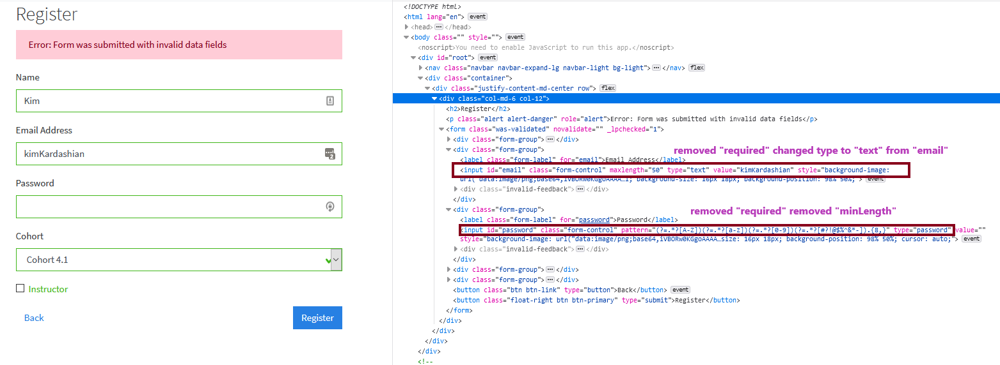 Register
Error: Form was submitted with invalid data fields
Name
Kim
Email Address
kimKardashian
2
Password
Cohort
Cohort 4.1
Instructor
Back
Register
<!DOCTYPE html>
<html lang="en"> event
<head> ••• </head>
<body class="" style=""> event
<noscript>You need to enable JavaScript to run this app.</noscript>
<div id="root"> event
<nav class="navbar navbar-expand-lg navbar-light bg-light"> ••• </nav> flex
<div class="container">
<div class="justify-content-md-center row"> flex
<div class="col-md-6 col-12">
<h2>Register</h2>
<p class="alert alert-danger" role="alert">Error: Form was submitted with invalid data fields</p>
<form class="was-validated" novalidate="" _lpchecked="1">
<div class="form-group"> ••• </div>
<div class="form-group">
removed "required" changed type to "text" from "email"
<label class="form-label" for="email">Email Address</label>
<input id="email" class="form-control" maxlength="50" type="text" value="kimKardashian" style="background-image:
url("data:image/png;base64,iVBORw0KGgoAAAA…i; background-size: 16px 18px; background-position: 98% 50%; > event
<div class="invalid-feedback"> ••• </div>
</div>
<div class="form-group">
removed "required" removed "minLength"
<label class="form-label" for="password">Password</label>
<input id="password" class="form-control" pattern="(?=.*?[A-Z])(?=.*?[a-z])(?=.*?[0-9])(?=.*?[#?!@$%^&*-]).{8,}" type="password" value=""
style="background-image: url("data:image/png;base64,iVBORw0KGgoAAAA…size: 16px 18px; background-position: 98% 50%; cursor: auto;"> event
<div class="invalid-feedback"> ••• </div>
</div>
<div class="form-group"> ••• </div>
<div class="form-group"> ••• </div>
<button class="btn btn-link" type="button">Back</button> event
<button class="float-right btn btn-primary" type="submit">Register</button>
</form>
</div>
</div>
</div>
</div>
<!--